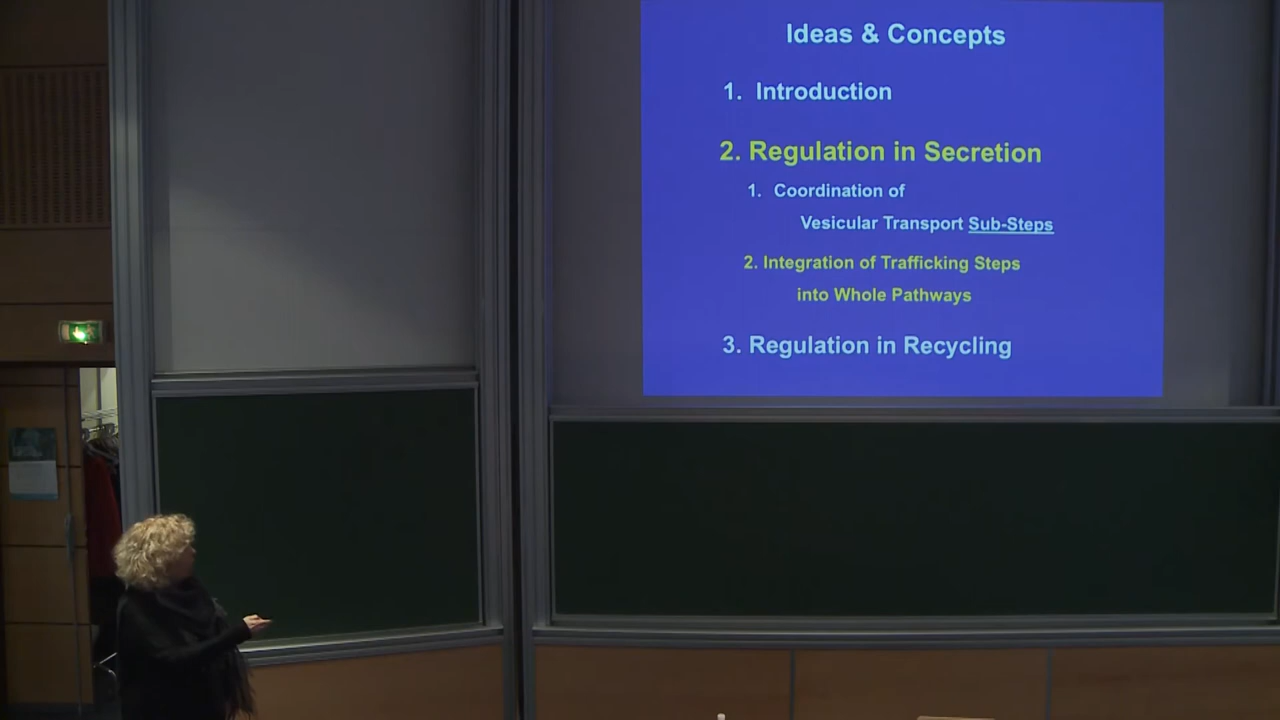 Ideas & Concepts
1. Introduction
2. Regulation in Secretion
1. Coordination of
Vesicular Transport Sub-Steps
2. Integration of Trafficking Steps
into Whole Pathways
3. Regulation in Recycling